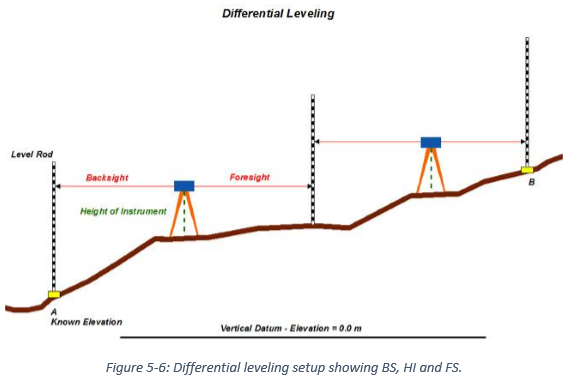 Differential Leveling
Level Rod
Backsight
Foresight
Height of Instrument
B
A
Known Elevation
Vertical Datum - Elevation = 0.0 m
Figure 5-6: Differential leveling setup showing BS, HI and FS.